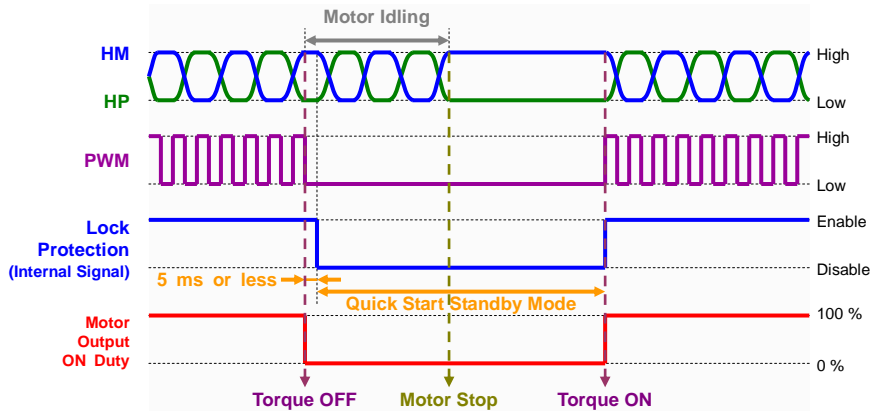 Motor Idling
HM
High
HP
Low
PWM
High
Low
Lock
Protection
(Internal Signal)
Enable
Disable
5 ms or less
Quick Start Standby Mode
Motor
Output
ON Duty
100 %
0 %
Torque OFF
Motor Stop
Torque ON